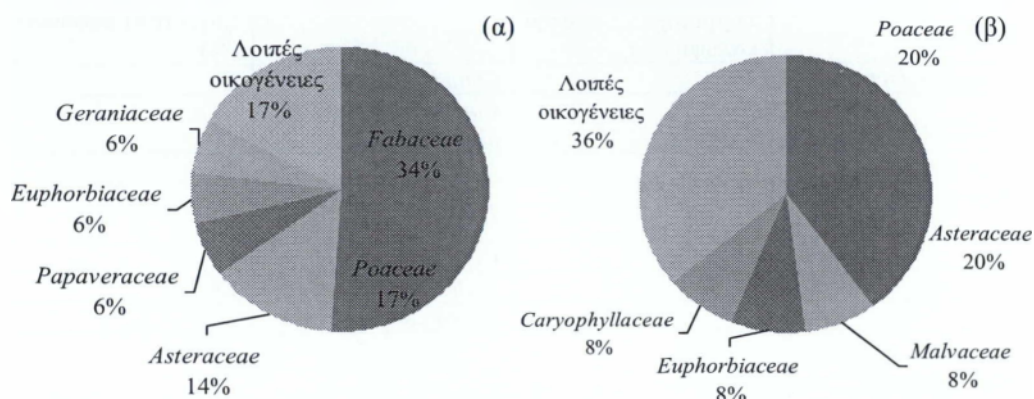 (α)
Λοιπές
οικογένειες
17%
Fabaceae
34%
Poaceae
17%
Asteraceae
14%
Papaveraceae
6%
Euphorbiaceae
6%
Geraniaceae
6%
(β)
Poaceae
20%
Asteraceae
20%
Malvaceae
8%
Euphorbiaceae
8%
Caryophyllaceae
8%
Λοιπές
οικογένειες
36%